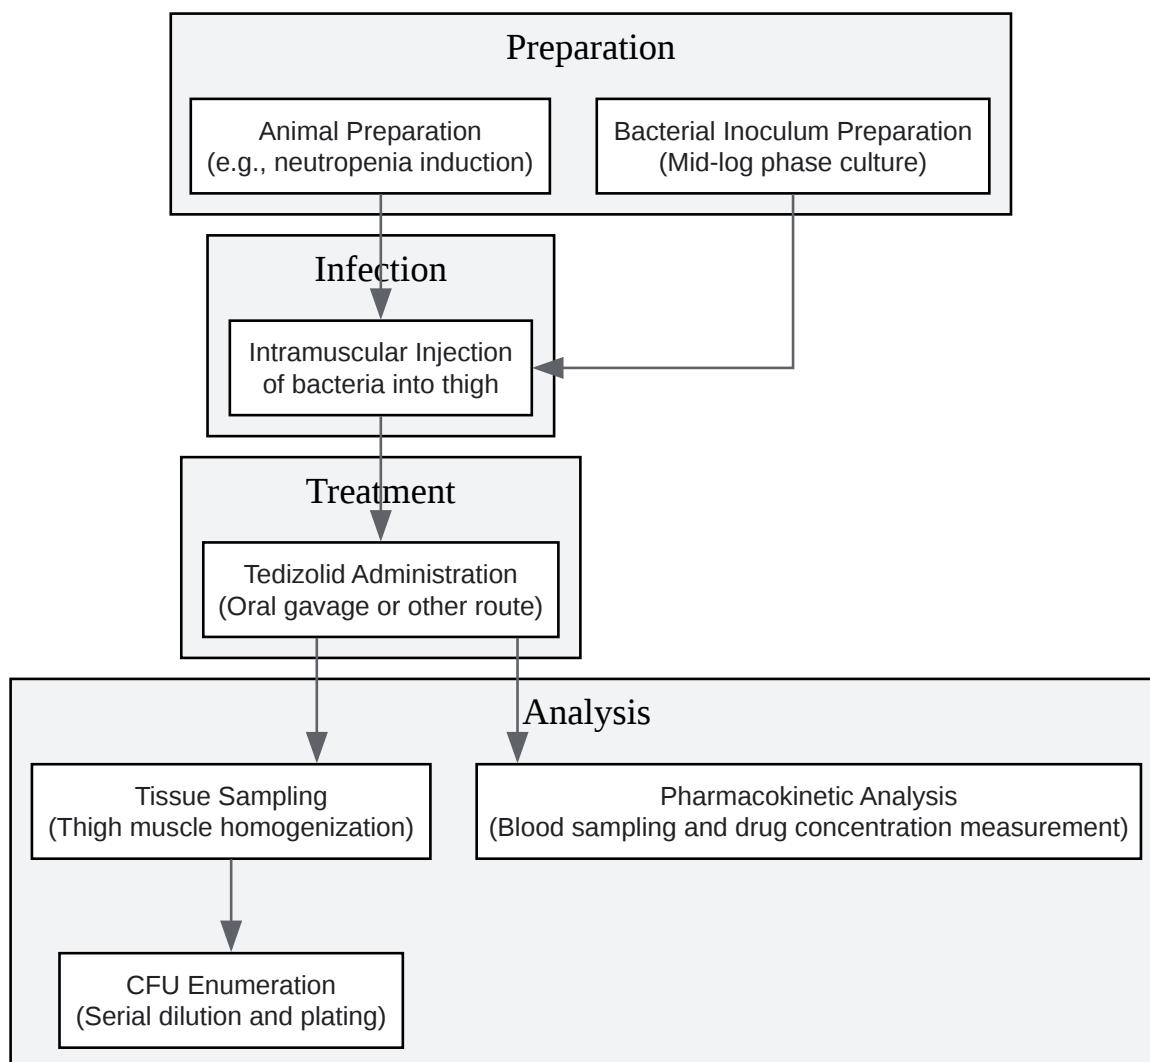 Preparation
Animal Preparation
(e.g., neutropenia induction)
Bacterial Inoculum Preparation
(Mid-log phase culture)
Infection
Intramuscular Injection
of bacteria into thigh
Treatment
Tedizolid Administration
(Oral gavage or other route)
Analysis
Tissue Sampling
(Thigh muscle homogenization)
Pharmacokinetic Analysis
(Blood sampling and drug concentration measurement)
CFU Enumeration
(Serial dilution and plating)